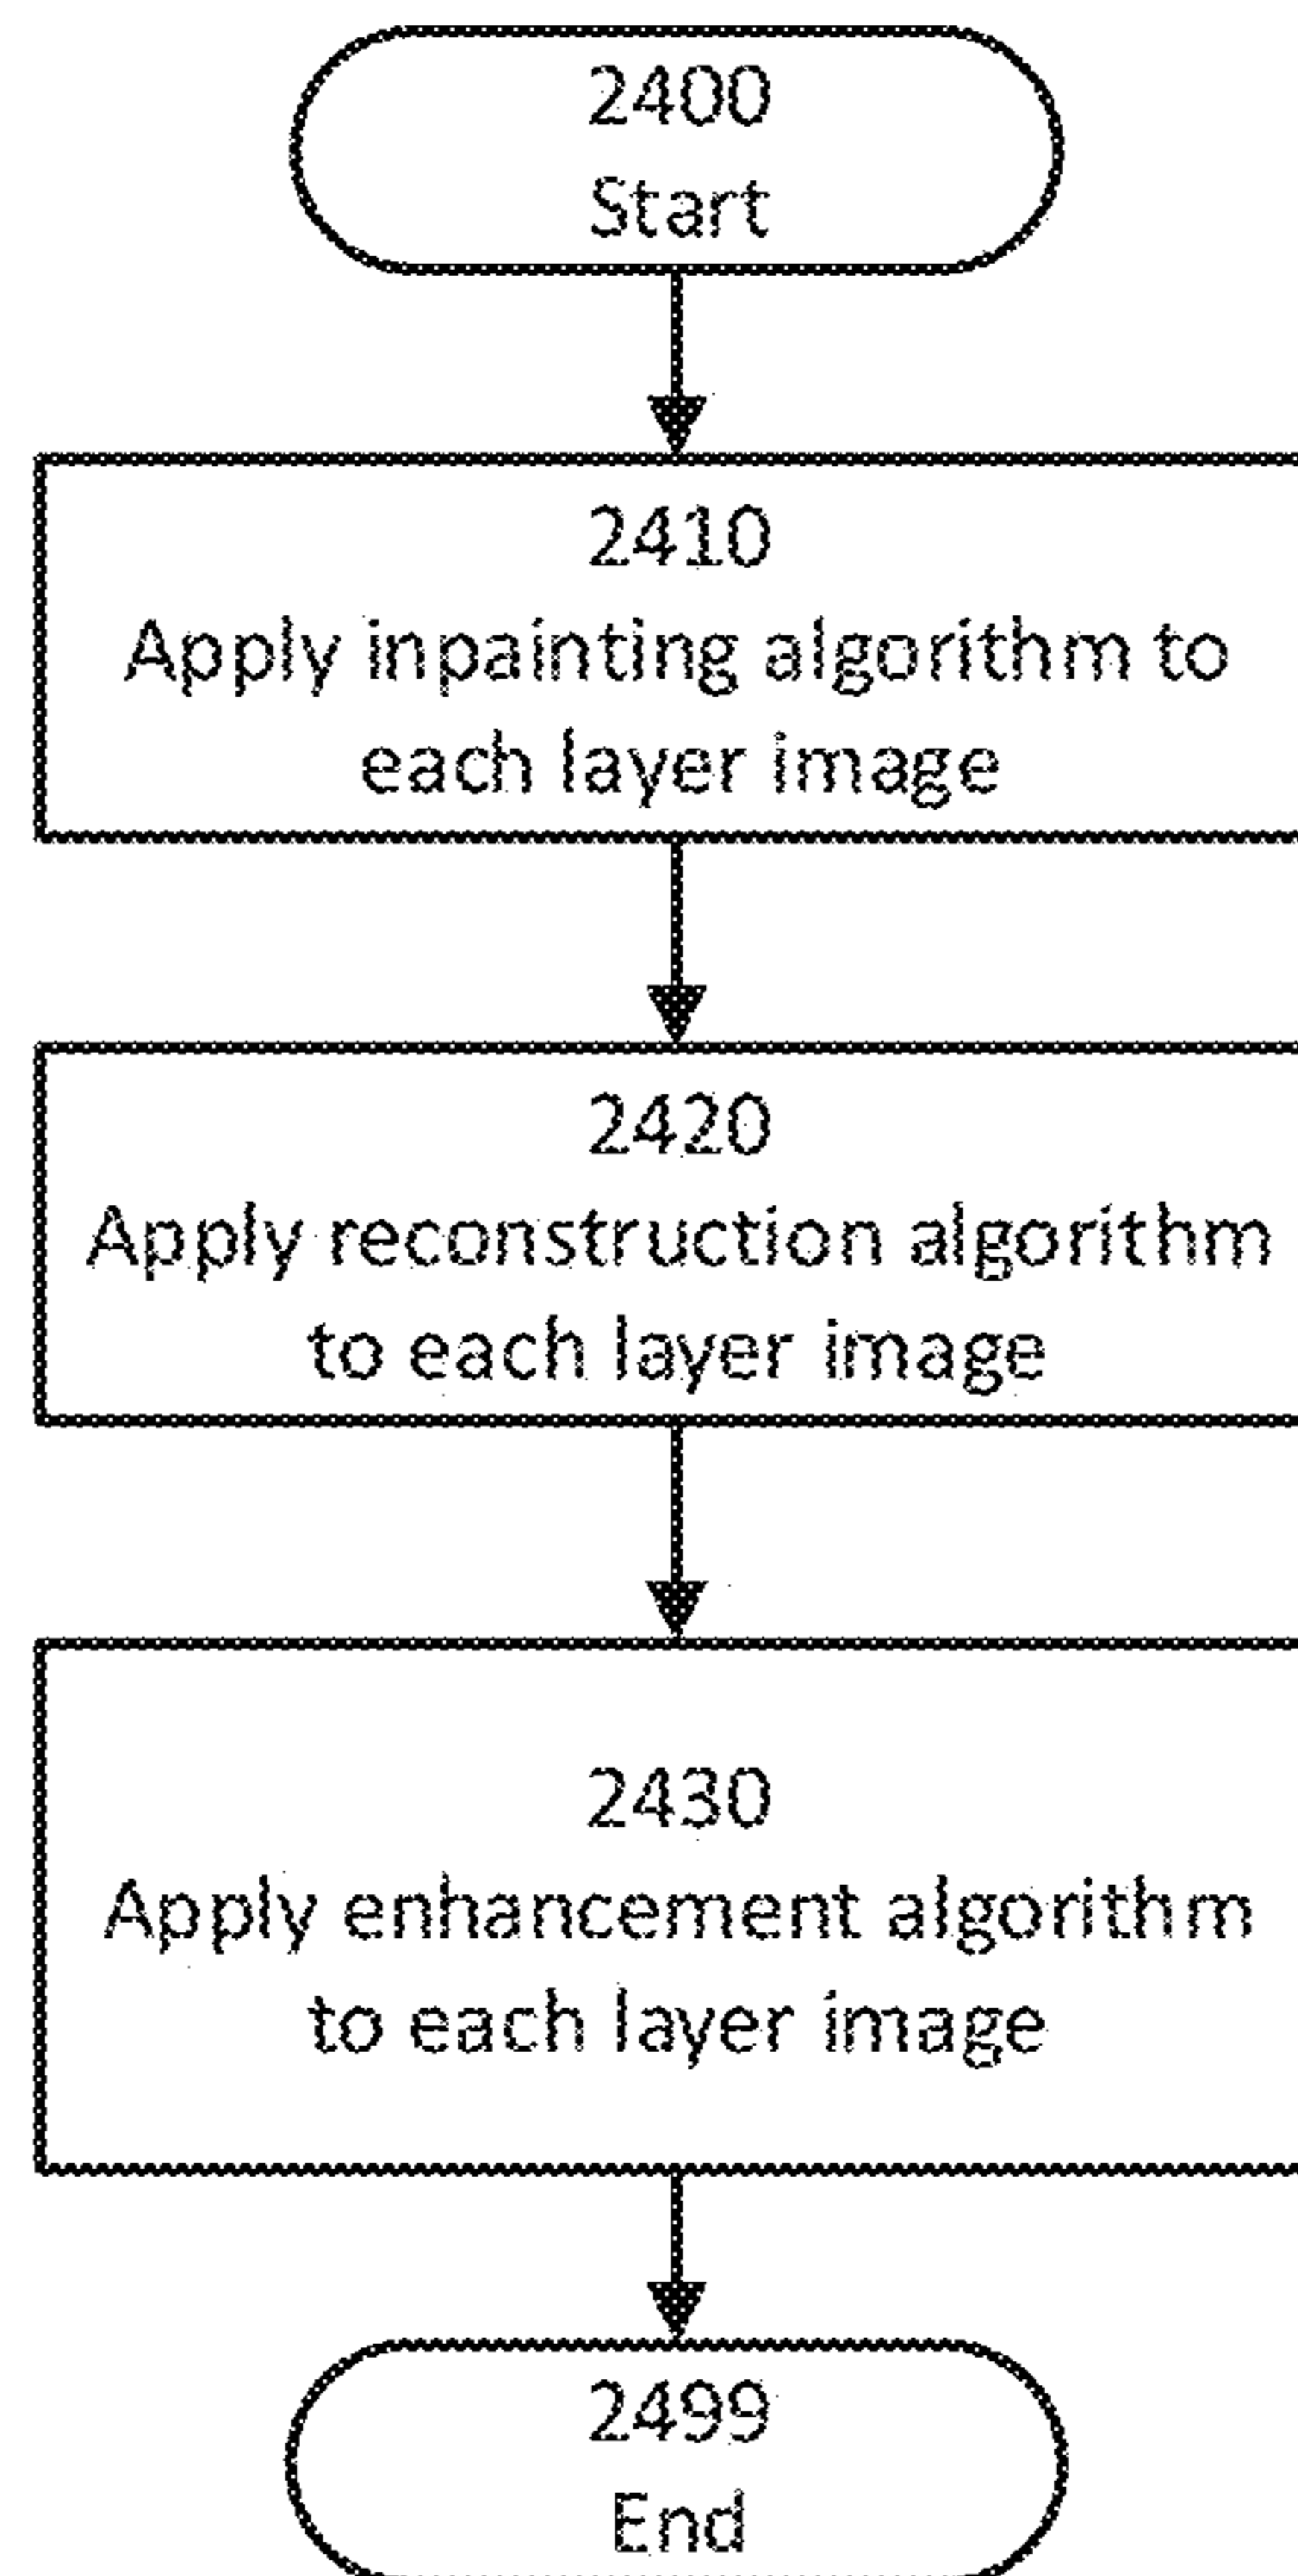 2400
Start
2410
Apply inpainting algorithm to
each layer image
2420
Apply reconstruction algorithm
to each layer image
2430
Apply enhancement algorithm
to each layer image
2499
End